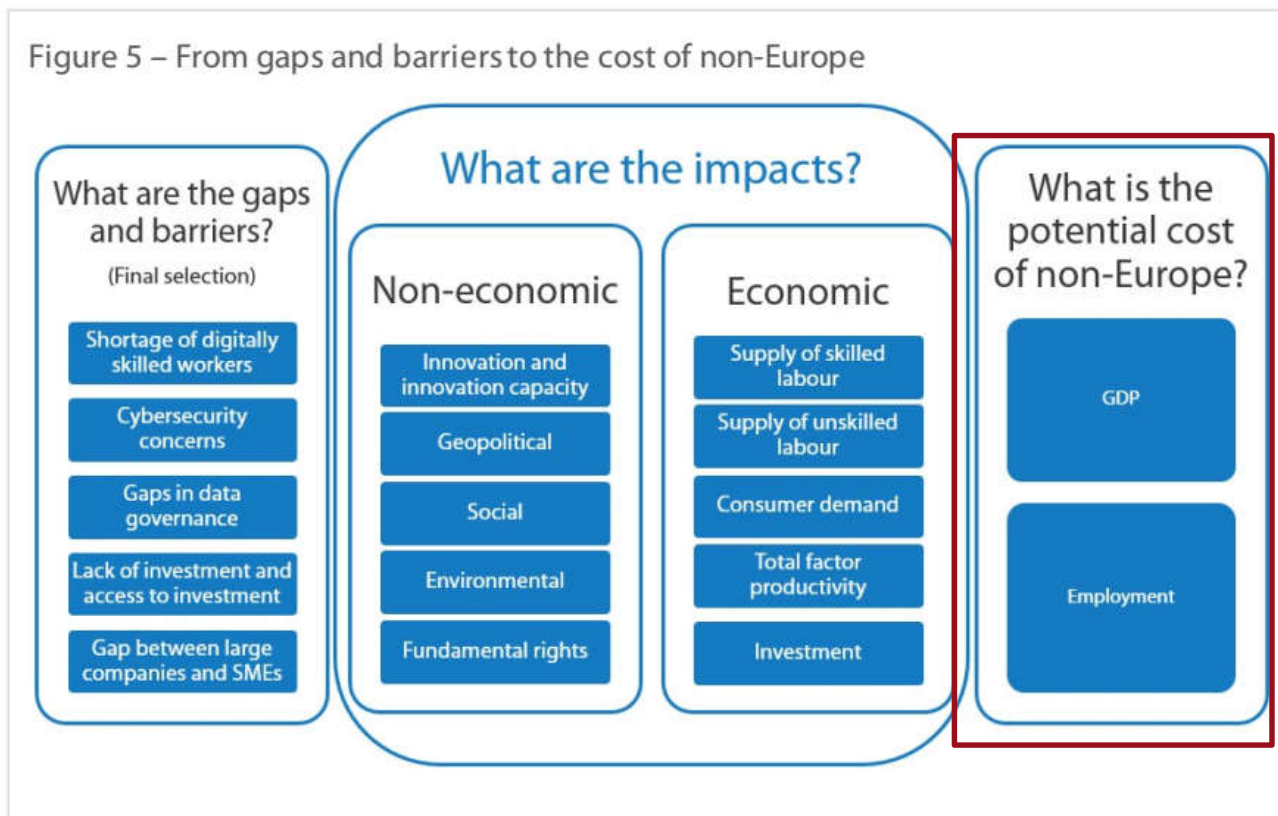 Figure 5 – From gaps and barriers to the cost of non-Europe
What are the gaps
and barriers?
(Final selection)
Shortage of digitally
skilled workers
Cybersecurity
concerns
Gaps in data
governance
Lack of investment and
access to investment
Gap between large
companies and SMEs
What are the impacts?
Non-economic
Innovation and
innovation capacity
Geopolitical
Social
Environmental
Fundamental rights
Economic
Supply of skilled
labour
Supply of unskilled
labour
Consumer demand
Total factor
productivity
Investment
What is the
potential cost
of non-Europe?
GDP
Employment